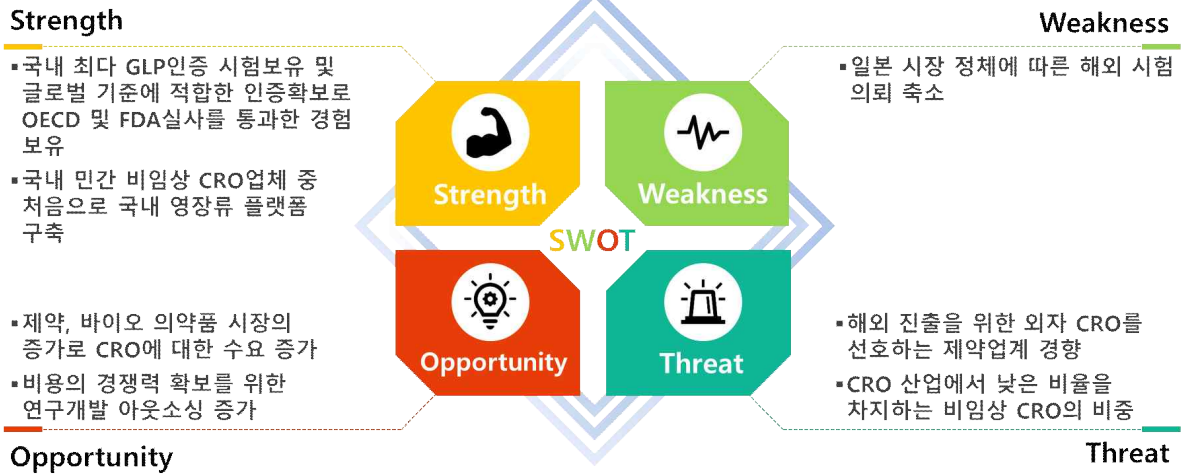 Strength
▪국내 최다 GLP인증 시험보유 및
글로벌 기준에 적합한 인증확보로
OECD 및 FDA실사를 통과한 경험
보유
▪국내 민간 비임상 CRO업체 중
처음으로 국내 영장류 플랫폼
구축
Weakness
▪일본 시장 정체에 따른 해외 시험
의뢰 축소
Strength
Weakness
SWOT
Opportunity
Threat
▪제약, 바이오 의약품 시장의
증가로 CRO에 대한 수요 증가
▪비용의 경쟁력 확보를 위한
연구개발 아웃소싱 증가
Opportunity
▪해외 진출을 위한 외자 CRO를
선호하는 제약업계 경향
▪CRO 산업에서 낮은 비율을
차지하는 비임상 CRO의 비중
Threat